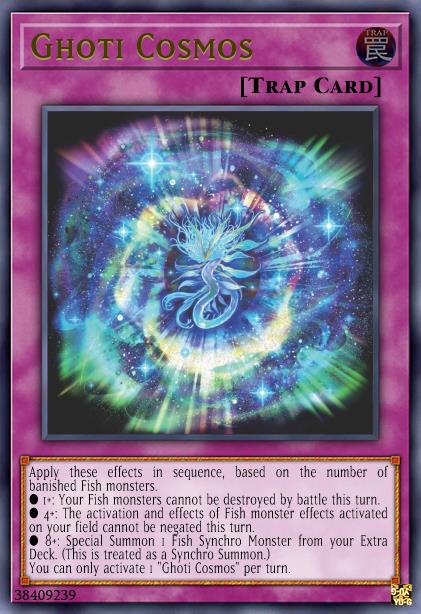 Ghoti Cosmos
TRAP
罠
[Trap Card]
Apply these effects in sequence, based on the number of
banished Fish monsters.
● 1+: Your Fish monsters cannot be destroyed by battle this turn.
● 4+: The activation and effects of Fish monster effects activated
on your field cannot be negated this turn.
● 8+: Special Summon 1 Fish Synchro Monster from your Extra
Deck. (This is treated as a Synchro Summon.)
You can only activate 1 "Ghoti Cosmos" per turn.
38409239